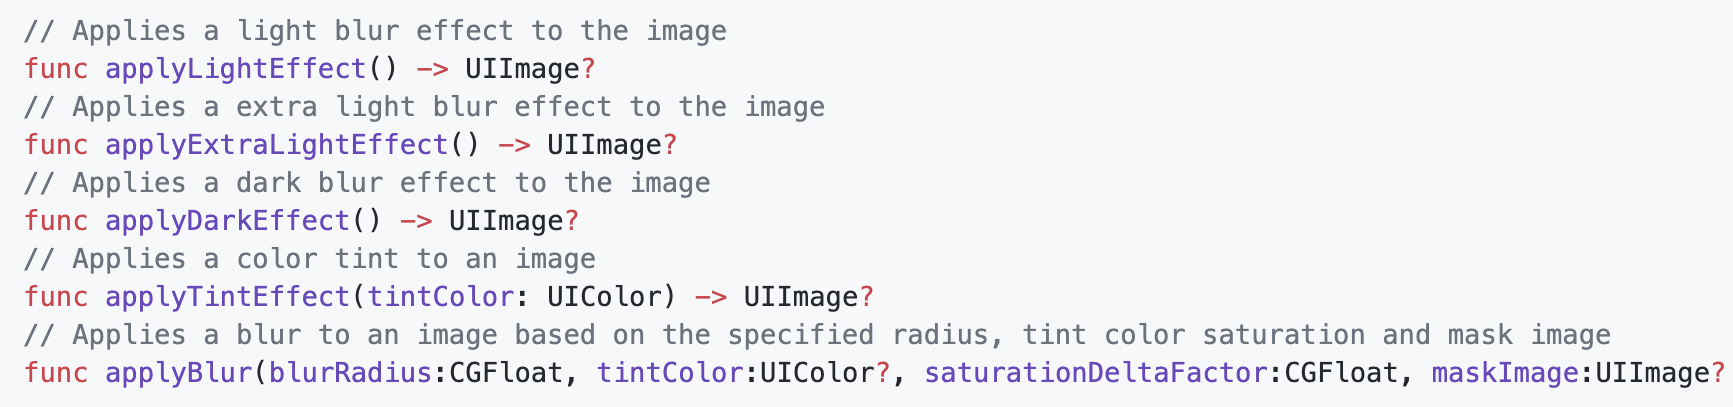 // Applies a light blur effect to the image
func applyLightEffect() -> UIImage?
// Applies a extra light blur effect to the image
func applyExtraLightEffect() -> UIImage?
// Applies a dark blur effect to the image
func applyDarkEffect() -> UIImage?
// Applies a color tint to an image
func applyTintEffect(tintColor: UIColor) -> UIImage?
// Applies a blur to an image based on the specified radius, tint color saturation and mask image
func applyBlur(blurRadius:CGFloat, tintColor:UIColor?, saturationDeltaFactor:CGFloat, maskImage:UIImage?